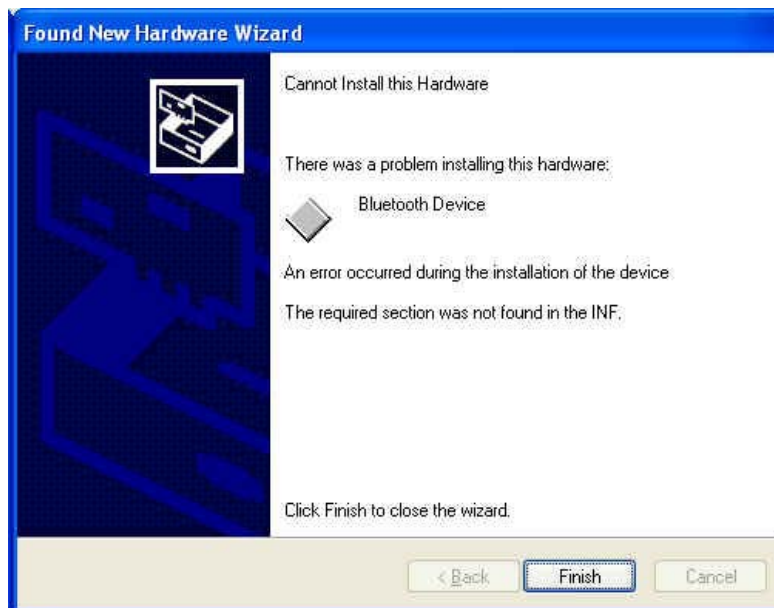 Found New Hardware Wizard
Cannot Install this Hardware
There was a problem installing this hardware:
Bluetooth Device
An error occurred during the installation of the device
The required section was not found in the INF.
Click Finish to close the wizard.
< Back
Finish
Cancel